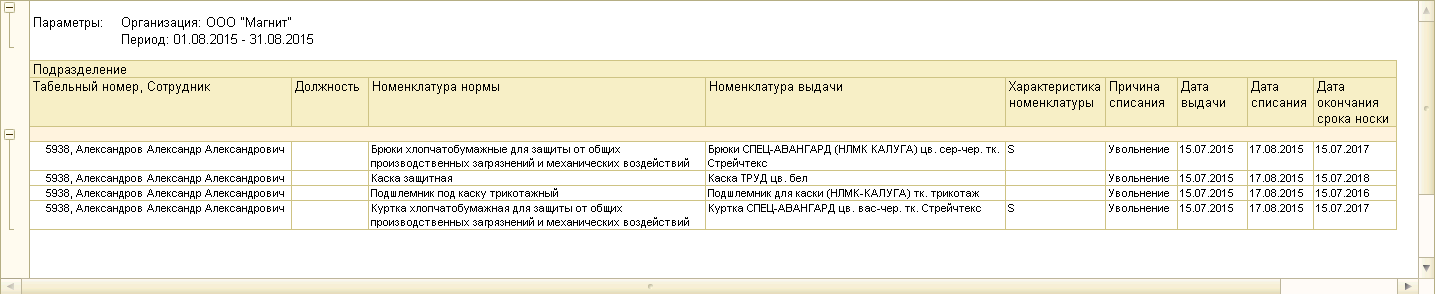 Параметры: Организация: ООО "Магнит"
Период: 01.08.2015 - 31.08.2015
Подразделение
Табельный номер, Сотрудник Должность Номенклатура нормы Номенклатура выдачи Характеристика номенклатуры Причина списания Дата выдачи Дата списания Дата окончания срока носки
5938, Александров Александр Александрович Брюки хлопчатобумажные для защиты от общих производственных загрязнений и механических воздействий Брюки СПЕЦ-АВАНГАРД (НЛМК КАЛУГА) цв. сер-чер. тк. Стрейчтекс S Увольнение 15.07.2015 17.08.2015 15.07.2017
5938, Александров Александр Александрович Каска защитная Каска ТРУД цв. бел Увольнение 15.07.2015 17.08.2015 15.07.2018
5938, Александров Александр Александрович Подшлемник под каску трикотажный Подшлемник для каски (НЛМК-КАЛУГА) тк. трикотаж Увольнение 15.07.2015 17.08.2015 15.07.2016
5938, Александров Александр Александрович Куртка хлопчатобумажная для защиты от общих производственных загрязнений и механических воздействий Куртка СПЕЦ-АВАНГАРД цв. вас-чер. тк. Стрейчтекс S Увольнение 15.07.2015 17.08.2015 15.07.2017